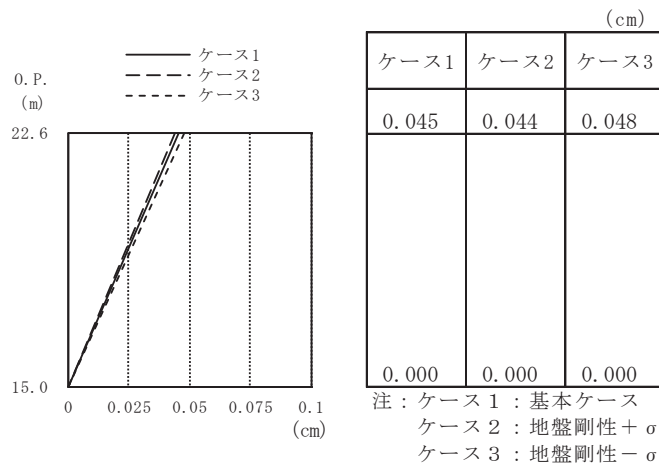 ケース1
ケース2
ケース3
O.P.
(m)
22.6
15.0
0 0.025 0.05 0.075 0.1
(cm)
(cm)
ケース1 ケース2 ケース3
0.045 0.044 0.048
0.000 0.000 0.000
注：ケース１：基本ケース
ケース２：地盤剛性＋σ
ケース３：地盤剛性－σ